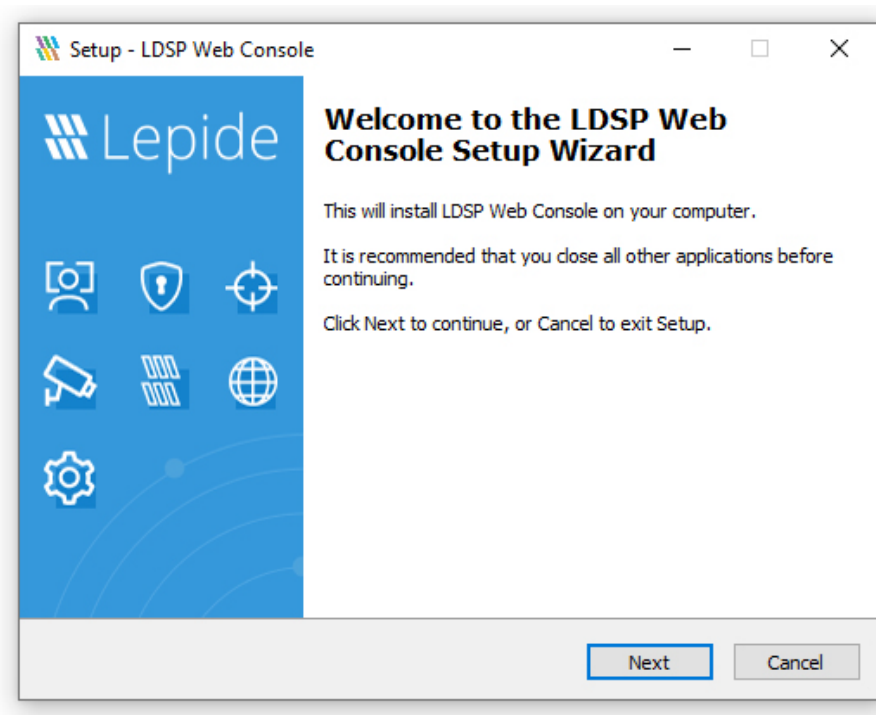 Setup - LDSP Web Console
Lepide
Welcome to the LDSP Web
Console Setup Wizard
This will install LDSP Web Console on your computer.
It is recommended that you close all other applications before
continuing.
Click Next to continue, or Cancel to exit Setup.
Next
Cancel